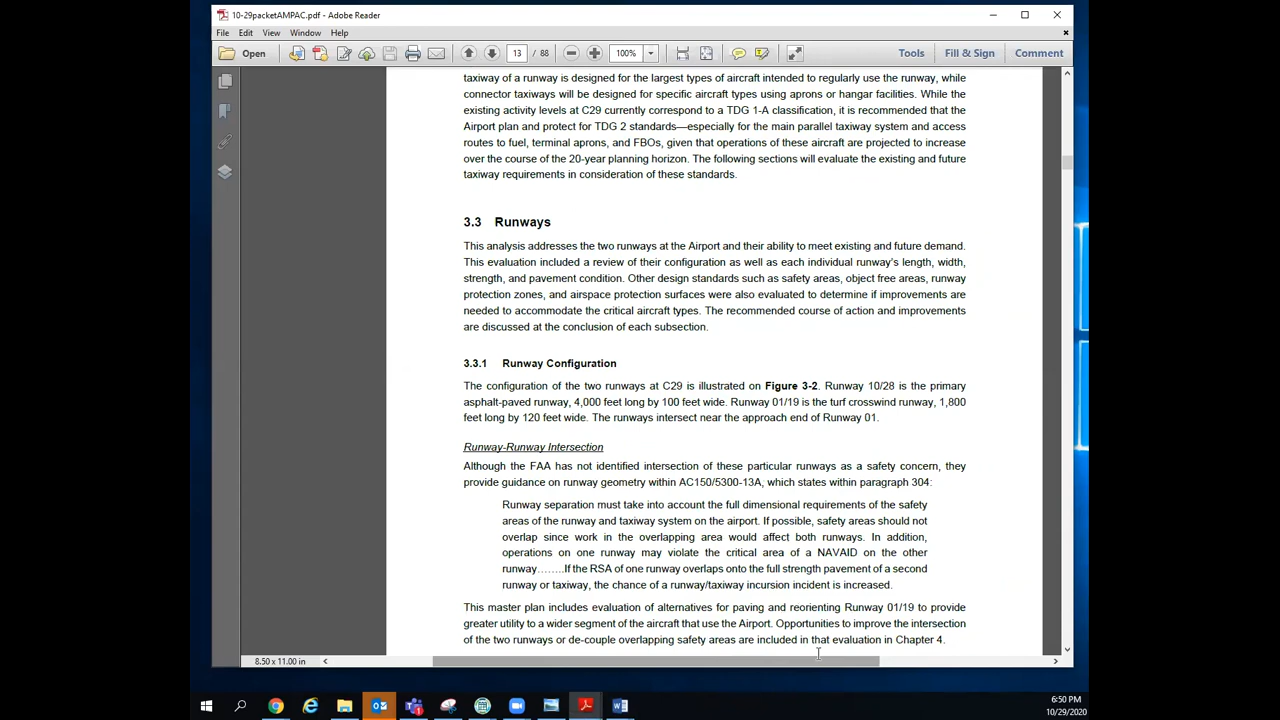 10-29packetAMPAC.pdf - Adobe Reader
File Edit View Window Help
Open 13 / 88 100% Tools Fill & Sign Comment
taxiway of a runway is designed for the largest types of aircraft intended to regularly use the runway, while
connector taxiways will be designed for specific aircraft types using aprons or hangar facilities. While the
existing activity levels at C29 currently correspond to a TDG 1-A classification, it is recommended that the
Airport plan and protect for TDG 2 standards—especially for the main parallel taxiway system and access
routes to fuel, terminal aprons, and FBOs, given that operations of these aircraft are projected to increase
over the course of the 20-year planning horizon. The following sections will evaluate the existing and future
taxiway requirements in consideration of these standards.
3.3 Runways
This analysis addresses the two runways at the Airport and their ability to meet existing and future demand.
This evaluation included a review of their configuration as well as each individual runway's length, width,
strength, and pavement condition. Other design standards such as safety areas, object free areas, runway
protection zones, and airspace protection surfaces were also evaluated to determine if improvements are
needed to accommodate the critical aircraft types. The recommended course of action and improvements
are discussed at the conclusion of each subsection.
3.3.1 Runway Configuration
The configuration of the two runways at C29 is illustrated on Figure 3-2. Runway 10/28 is the primary
asphalt-paved runway, 4,000 feet long by 100 feet wide. Runway 01/19 is the turf crosswind runway, 1,800
feet long by 120 feet wide. The runways intersect near the approach end of Runway 01.
Runway-Runway Intersection
Although the FAA has not identified intersection of these particular runways as a safety concern, they
provide guidance on runway geometry within AC150/5300-13A, which states within paragraph 304:
Runway separation must take into account the full dimensional requirements of the safety
areas of the runway and taxiway system on the airport. If possible, safety areas should not
overlap since work in the overlapping area would affect both runways. In addition,
operations on one runway may violate the critical area of a NAVAID on the other
runway……..If the RSA of one runway overlaps onto the full strength pavement of a second
runway or taxiway, the chance of a runway/taxiway incursion incident is increased.
This master plan includes evaluation of alternatives for paving and reorienting Runway 01/19 to provide
greater utility to a wider segment of the aircraft that use the Airport. Opportunities to improve the intersection
of the two runways or de-couple overlapping safety areas are included in that evaluation in Chapter 4.
8.50 x 11.00 in
6:50 PM
10/29/2020